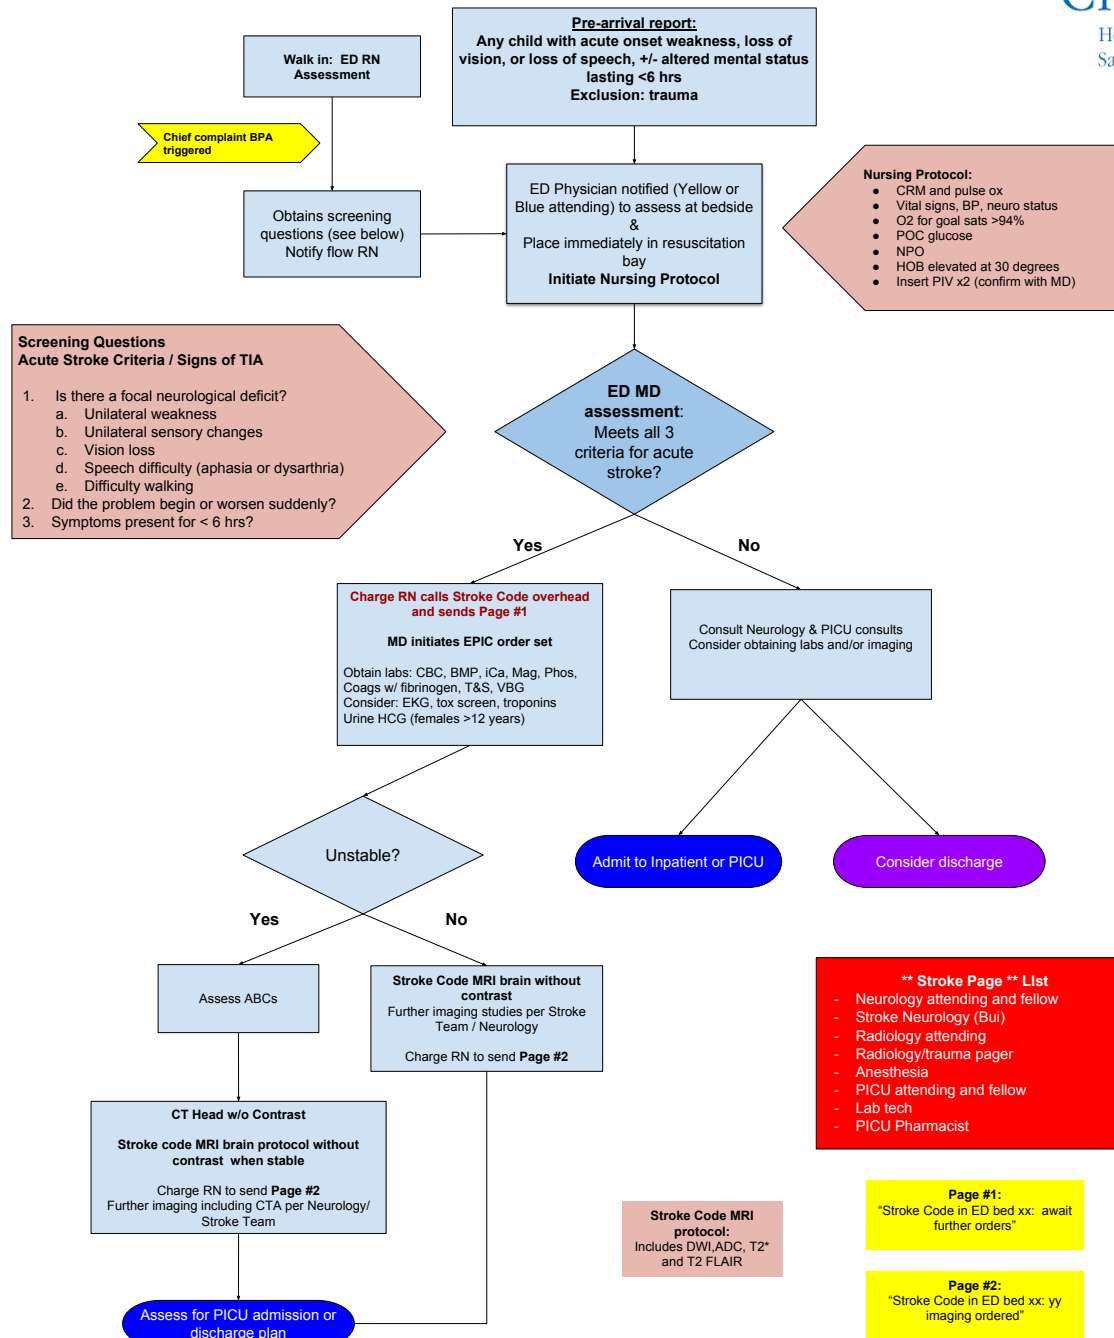 Pre-arrival report:
Any child with acute onset weakness, loss of
vision, or loss of speech, +/- altered mental status
lasting <6 hrs
Exclusion: trauma
Walk in: ED RN
Assessment
Chief complaint BPA
triggered
Obtains screening
questions (see below)
Notify flow RN
ED Physician notified (Yellow or
Blue attending) to assess at bedside
&
Place immediately in resuscitation
bay
Initiate Nursing Protocol
Nursing Protocol:
● CRM and pulse ox
● Vital signs, BP, neuro status
● O2 for goal sats >94%
● POC glucose
● NPO
● HOB elevated at 30 degrees
● Insert PIV x2 (confirm with MD)
Screening Questions
Acute Stroke Criteria / Signs of TIA
1. Is there a focal neurological deficit?
a. Unilateral weakness
b. Unilateral sensory changes
c. Vision loss
d. Speech difficulty (aphasia or dysarthria)
e. Difficulty walking
2. Did the problem begin or worsen suddenly?
3. Symptoms present for < 6 hrs?
ED MD
assessment:
Meets all 3
criteria for acute
stroke?
Yes
No
Charge RN calls Stroke Code overhead
and sends Page #1
MD initiates EPIC order set
Obtain labs: CBC, BMP, iCa, Mag, Phos,
Coags w/ fibrinogen, T&S, VBG
Consider: EKG, tox screen, troponins
Urine HCG (females >12 years)
Consult Neurology & PICU consults
Consider obtaining labs and/or imaging
Unstable?
Admit to Inpatient or PICU
Consider discharge
Yes
No
Assess ABCs
Stroke Code MRI brain without
contrast
Further imaging studies per Stroke
Team / Neurology
Charge RN to send Page #2
CT Head w/o Contrast
Stroke code MRI brain protocol without
contrast when stable
Charge RN to send Page #2
Further imaging including CTA per Neurology/
Stroke Team
Assess for PICU admission or
discharge plan
** Stroke Page ** LIst
- Neurology attending and fellow
- Stroke Neurology (Bui)
- Radiology attending
- Radiology/trauma pager
- Anesthesia
- PICU attending and fellow
- Lab tech
- PICU Pharmacist
Stroke Code MRI
protocol:
Includes DWI,ADC, T2*
and T2 FLAIR
Page #1:
“Stroke Code in ED bed xx: await
further orders”
Page #2:
“Stroke Code in ED bed xx: yy
imaging ordered”